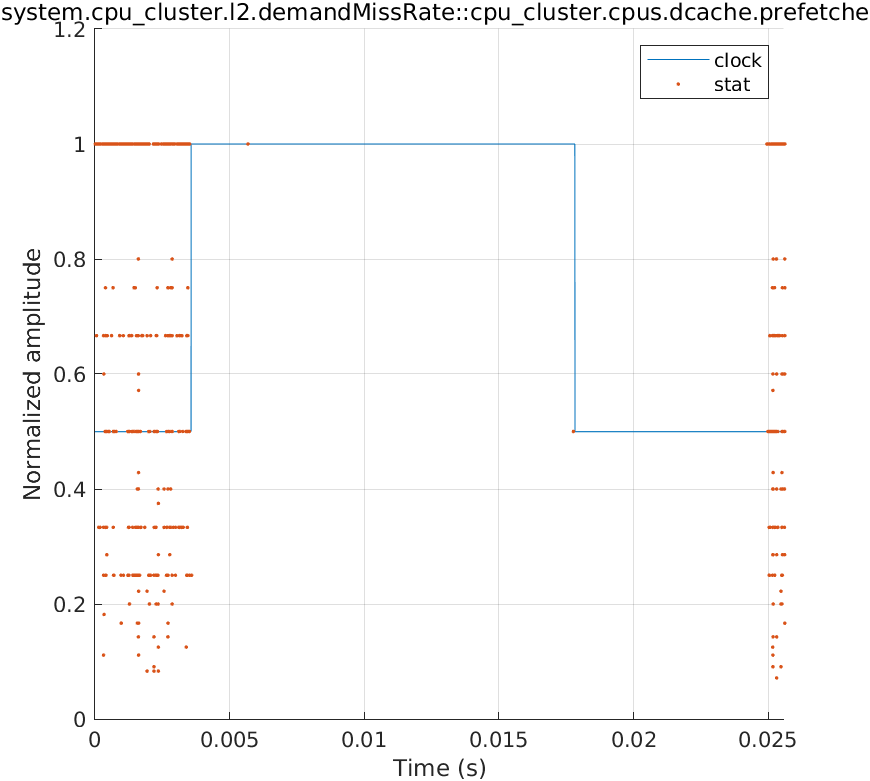 system.cpu_cluster.l2.demandMissRate::cpu_cluster.cpus.dcache.prefetche
1.2
1
0.8
0.6
0.4
0.2
0
Normalized amplitude
clock
stat
0 0.005 0.01 0.015 0.02 0.025
Time (s)